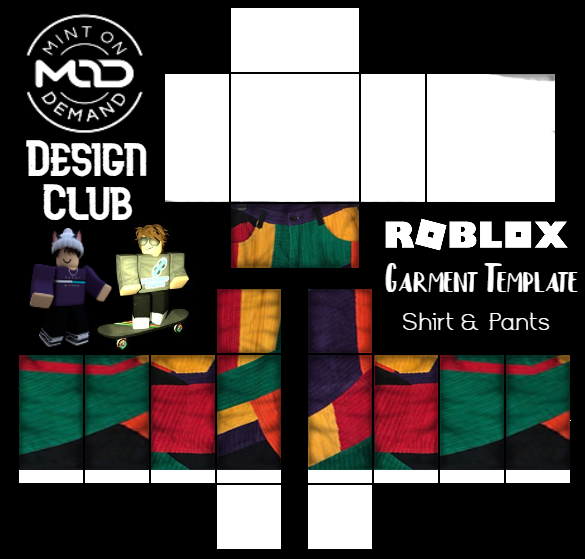 MINT ON
MOD
DEMAND
DESIGN
CLUB
ROBLOX
GARMENT TEMPLATE
Shirt & Pants